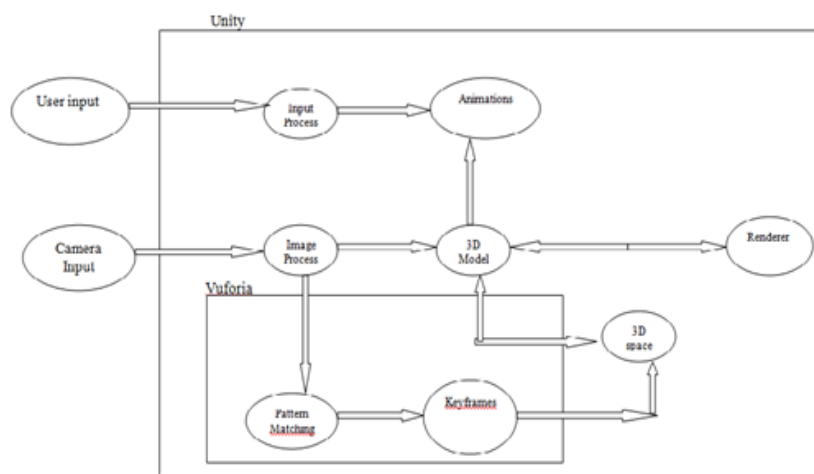 Unity
User input
Input
Process
Animations
Camera
Input
Image
Process
3D
Model
Renderer
Vuforia
3D
space
Pattern
Matching
Keyframes